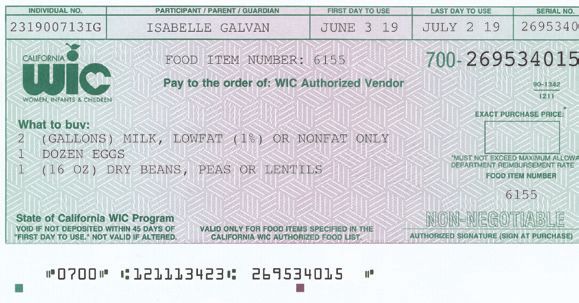 INDIVIDUAL NO. PARTICIPANT / PARENT / GUARDIAN FIRST DAY TO USE LAST DAY TO USE SERIAL NO.
231900713IG ISABELLE GALVAN JUNE 3 19 JULY 2 19 2695340
CALIFORNIA
wic
WOMEN, INFANTS & CHILDREN
FOOD ITEM NUMBER: 6155
700-269534015
Pay to the order of: WIC Authorized Vendor
90-1342
1211
EXACT PURCHASE PRICE:*
What to buy:
2 (GALLONS) MILK, LOWFAT (1%) OR NONFAT ONLY
1 DOZEN EGGS
1 (16 OZ) DRY BEANS, PEAS OR LENTILS
*MUST NOT EXCEED MAXIMUM ALLOWA
DEPARTMENT REIMBURSEMENT RATE
FOOD ITEM NUMBER
6155
State of California WIC Program
VOID IF NOT DEPOSITED WITHIN 45 DAYS OF
"FIRST DAY TO USE." NOT VALID IF ALTERED.
VALID ONLY FOR FOOD ITEMS SPECIFIED IN THE
CALIFORNIA WIC AUTHORIZED FOOD LIST.
NON-NEGOTIABLE
AUTHORIZED SIGNATURE (SIGN AT PURCHASE)
⑈0700⑈ ⑆121113423⑆ 269534015 ⑈